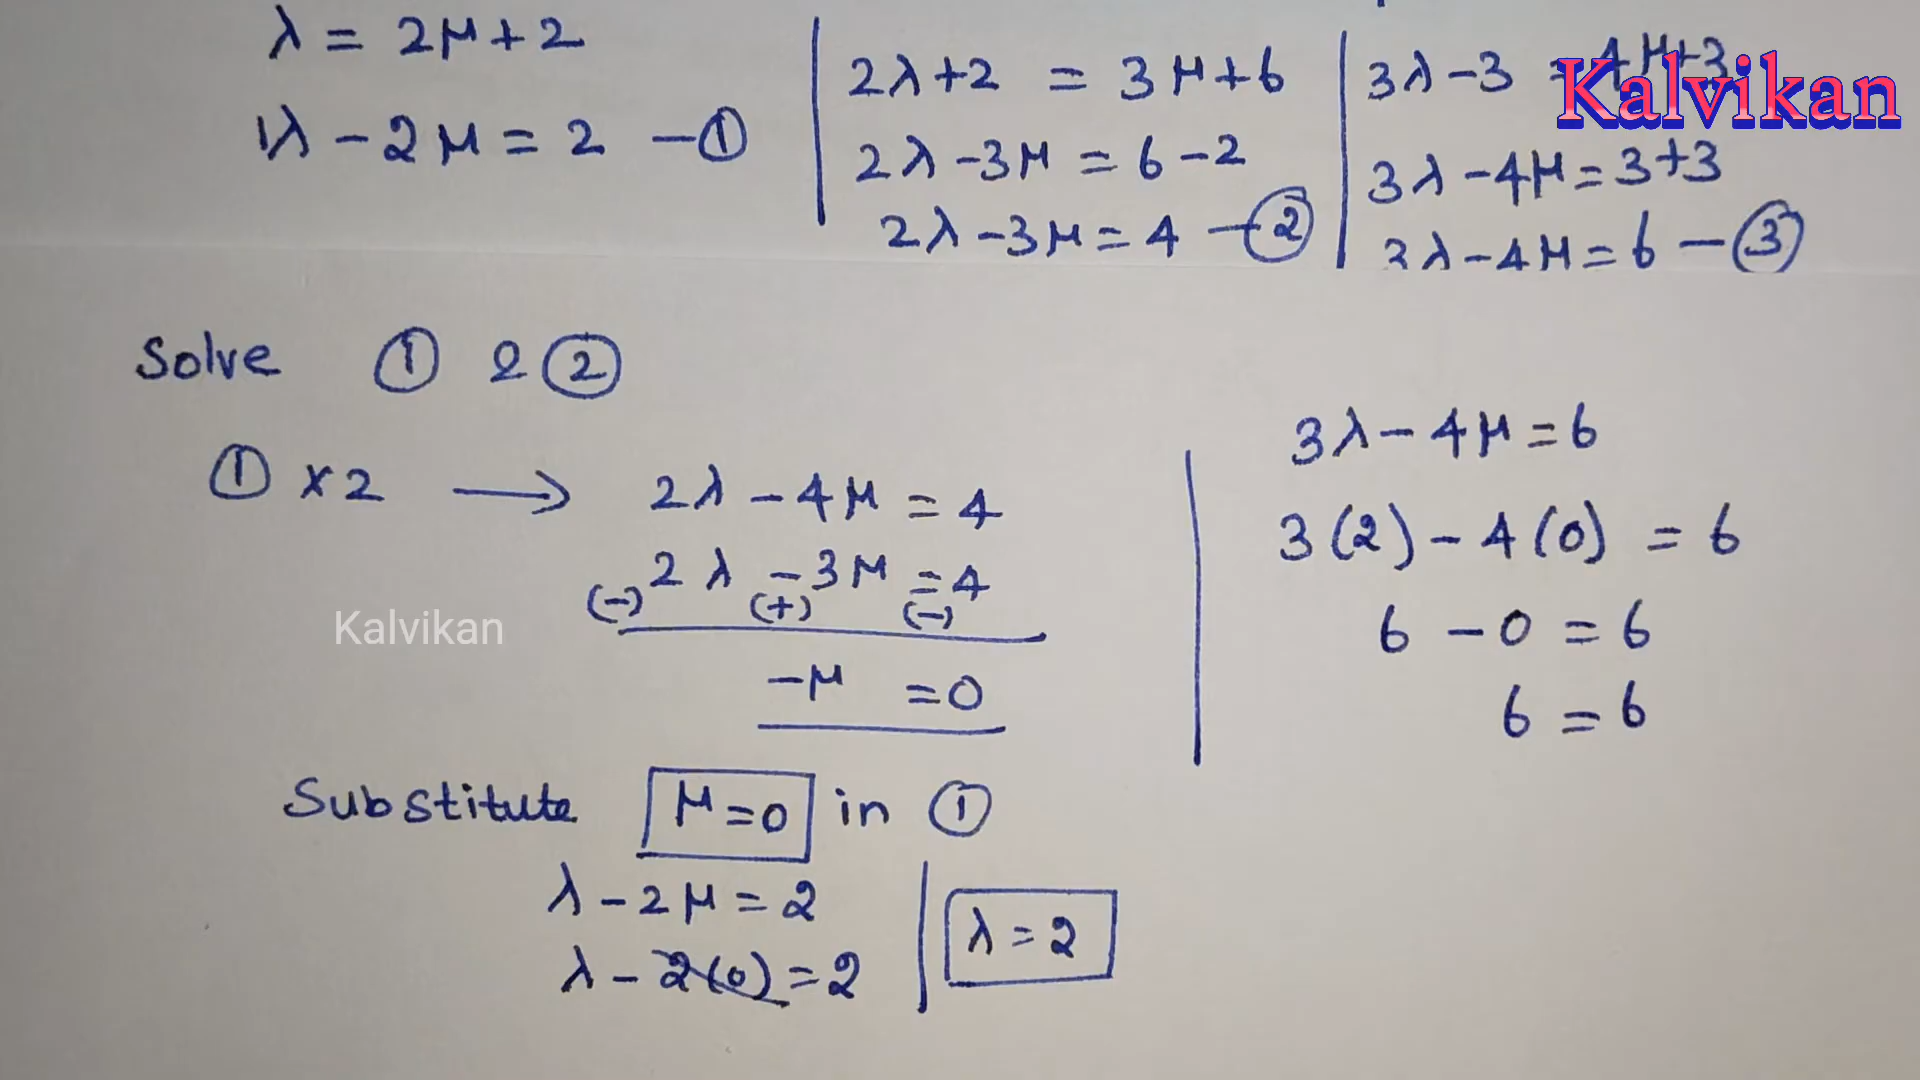 λ = 2μ+2
1λ - 2μ = 2 - ①
2λ+2 = 3μ+6
2λ-3μ = 6-2
2λ-3μ = 4 - ②
3λ-3 = 4μ+3
3λ-4μ = 3+3
3λ-4μ = 6 - ③
Kalvikan
Solve ① & ②
① x2 → 2λ - 4μ = 4
2λ - 3μ = 4
(-) (+) (-)
-μ = 0
Kalvikan
Substitute μ=0 in ①
λ-2μ = 2
λ-2(0) = 2
λ = 2
3λ-4μ = 6
3(2)-4(0) = 6
6 - 0 = 6
6 = 6